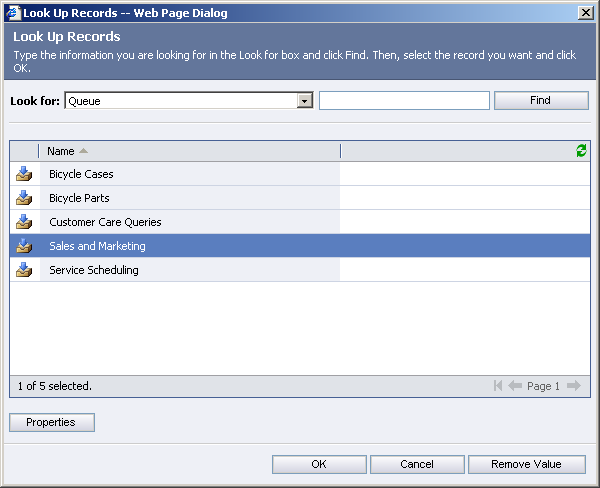 Look Up Records -- Web Page Dialog
Look Up Records
Type the information you are looking for in the Look for box and click Find. Then, select the record you want and click
OK.
Look for: Queue Find
Name
Bicycle Cases
Bicycle Parts
Customer Care Queries
Sales and Marketing
Service Scheduling
1 of 5 selected. Page 1
Properties
OK Cancel Remove Value